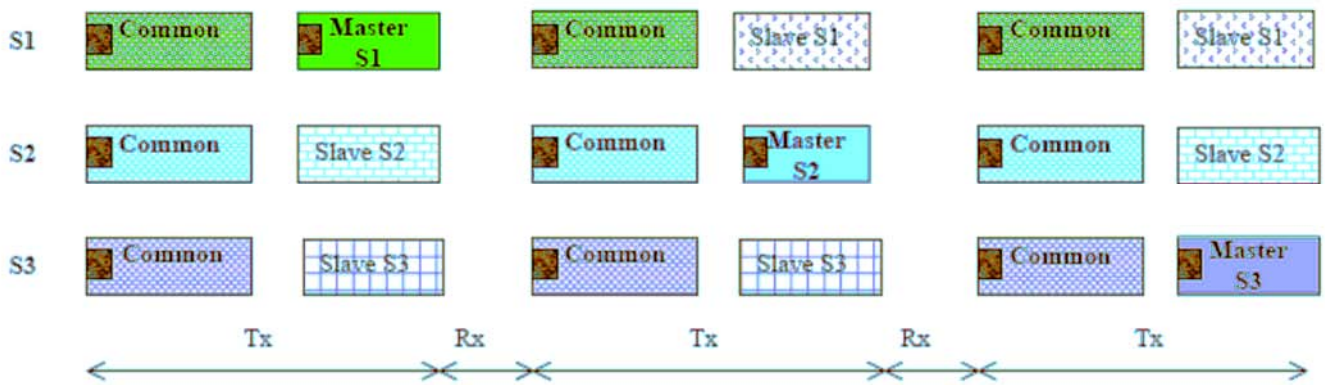 S1 Common Master S1 Common Slave S1 Common Slave S1
S2 Common Slave S2 Common Master S2 Common Slave S2
S3 Common Slave S3 Common Slave S3 Common Master S3
Tx Rx Tx Rx Tx